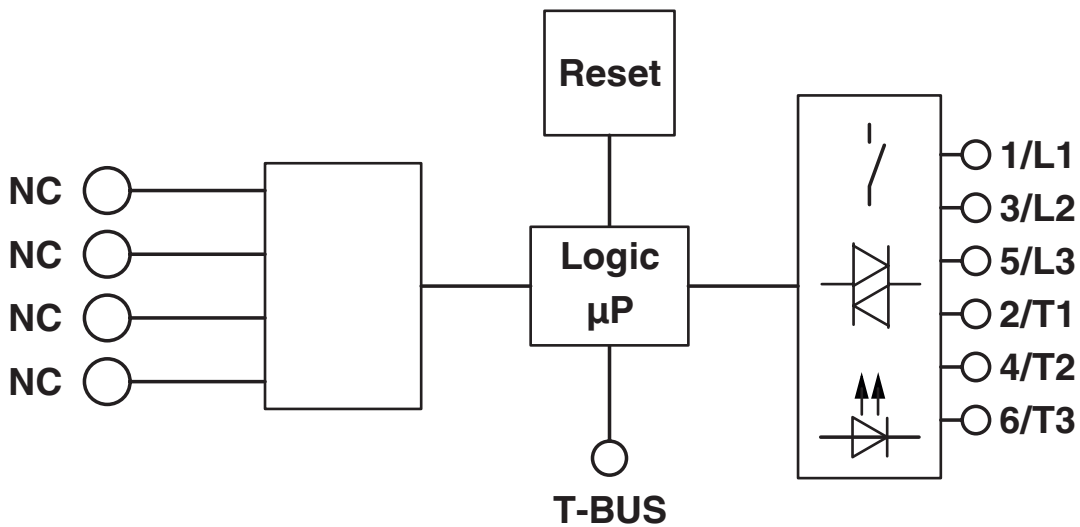 Reset
NC
NC
NC
NC
Logic
µP
T-BUS
1/L1
3/L2
5/L3
2/T1
4/T2
6/T3